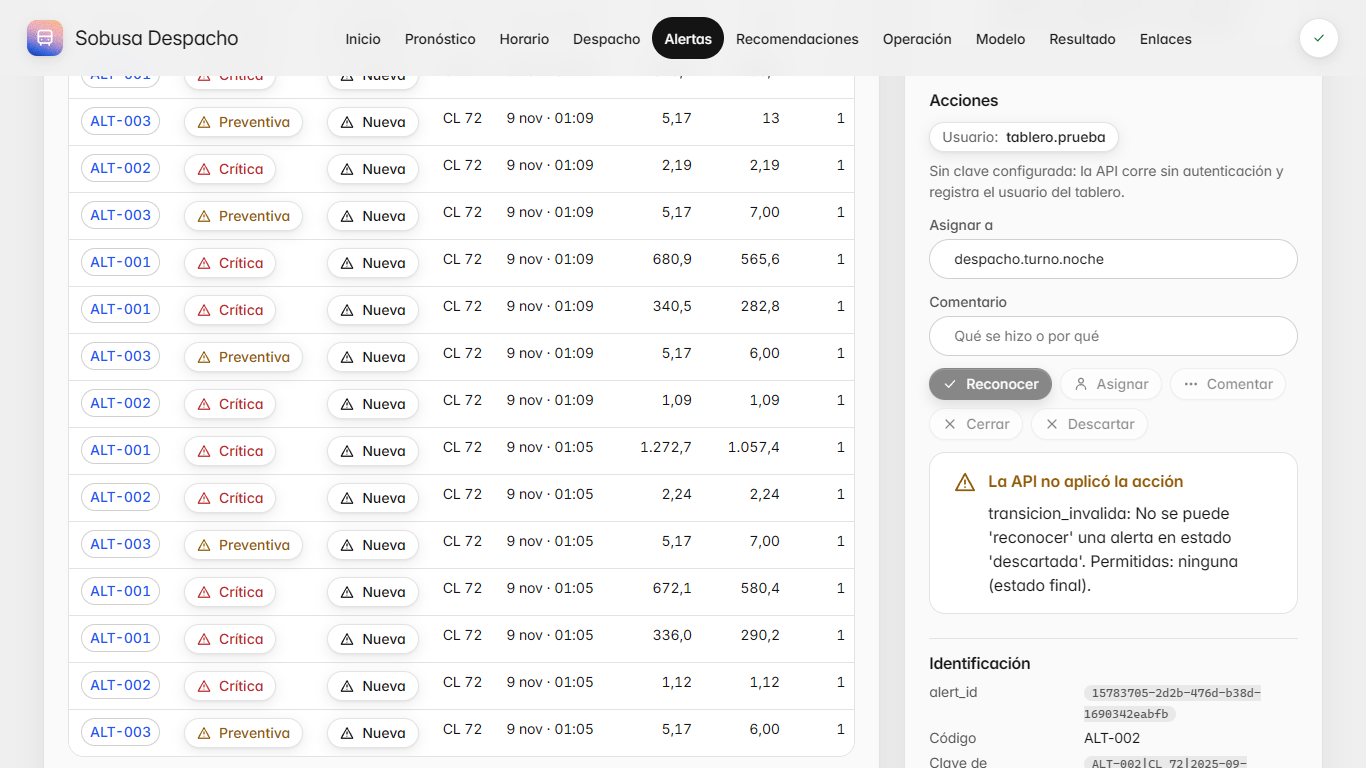 Sobusa Despacho
Inicio Pronóstico Horario Despacho Alertas Recomendaciones Operación Modelo Resultado Enlaces
ALT-001 Crítica Nueva
ALT-003 Preventiva Nueva CL 72 9 nov · 01:09 5,17 13 1
ALT-002 Crítica Nueva CL 72 9 nov · 01:09 2,19 2,19 1
ALT-003 Preventiva Nueva CL 72 9 nov · 01:09 5,17 7,00 1
ALT-001 Crítica Nueva CL 72 9 nov · 01:09 680,9 565,6 1
ALT-001 Crítica Nueva CL 72 9 nov · 01:09 340,5 282,8 1
ALT-003 Preventiva Nueva CL 72 9 nov · 01:09 5,17 6,00 1
ALT-002 Crítica Nueva CL 72 9 nov · 01:09 1,09 1,09 1
ALT-001 Crítica Nueva CL 72 9 nov · 01:05 1.272,7 1.057,4 1
ALT-002 Crítica Nueva CL 72 9 nov · 01:05 2,24 2,24 1
ALT-003 Preventiva Nueva CL 72 9 nov · 01:05 5,17 7,00 1
ALT-001 Crítica Nueva CL 72 9 nov · 01:05 672,1 580,4 1
ALT-001 Crítica Nueva CL 72 9 nov · 01:05 336,0 290,2 1
ALT-002 Crítica Nueva CL 72 9 nov · 01:05 1,12 1,12 1
ALT-003 Preventiva Nueva CL 72 9 nov · 01:05 5,17 6,00 1
Acciones
Usuario: tablero.prueba
Sin clave configurada: la API corre sin autenticación y
registra el usuario del tablero.
Asignar a
despacho.turno.noche
Comentario
Qué se hizo o por qué
Reconocer Asignar Comentar
Cerrar Descartar
La API no aplicó la acción
transicion_invalida: No se puede
'reconocer' una alerta en estado
'descartada'. Permitidas: ninguna
(estado final).
Identificación
alert_id 15783705-2d2b-476d-b38d-
1690342eabfb
Código ALT-002
Clave de ALT-002|CL 72|2025-09-